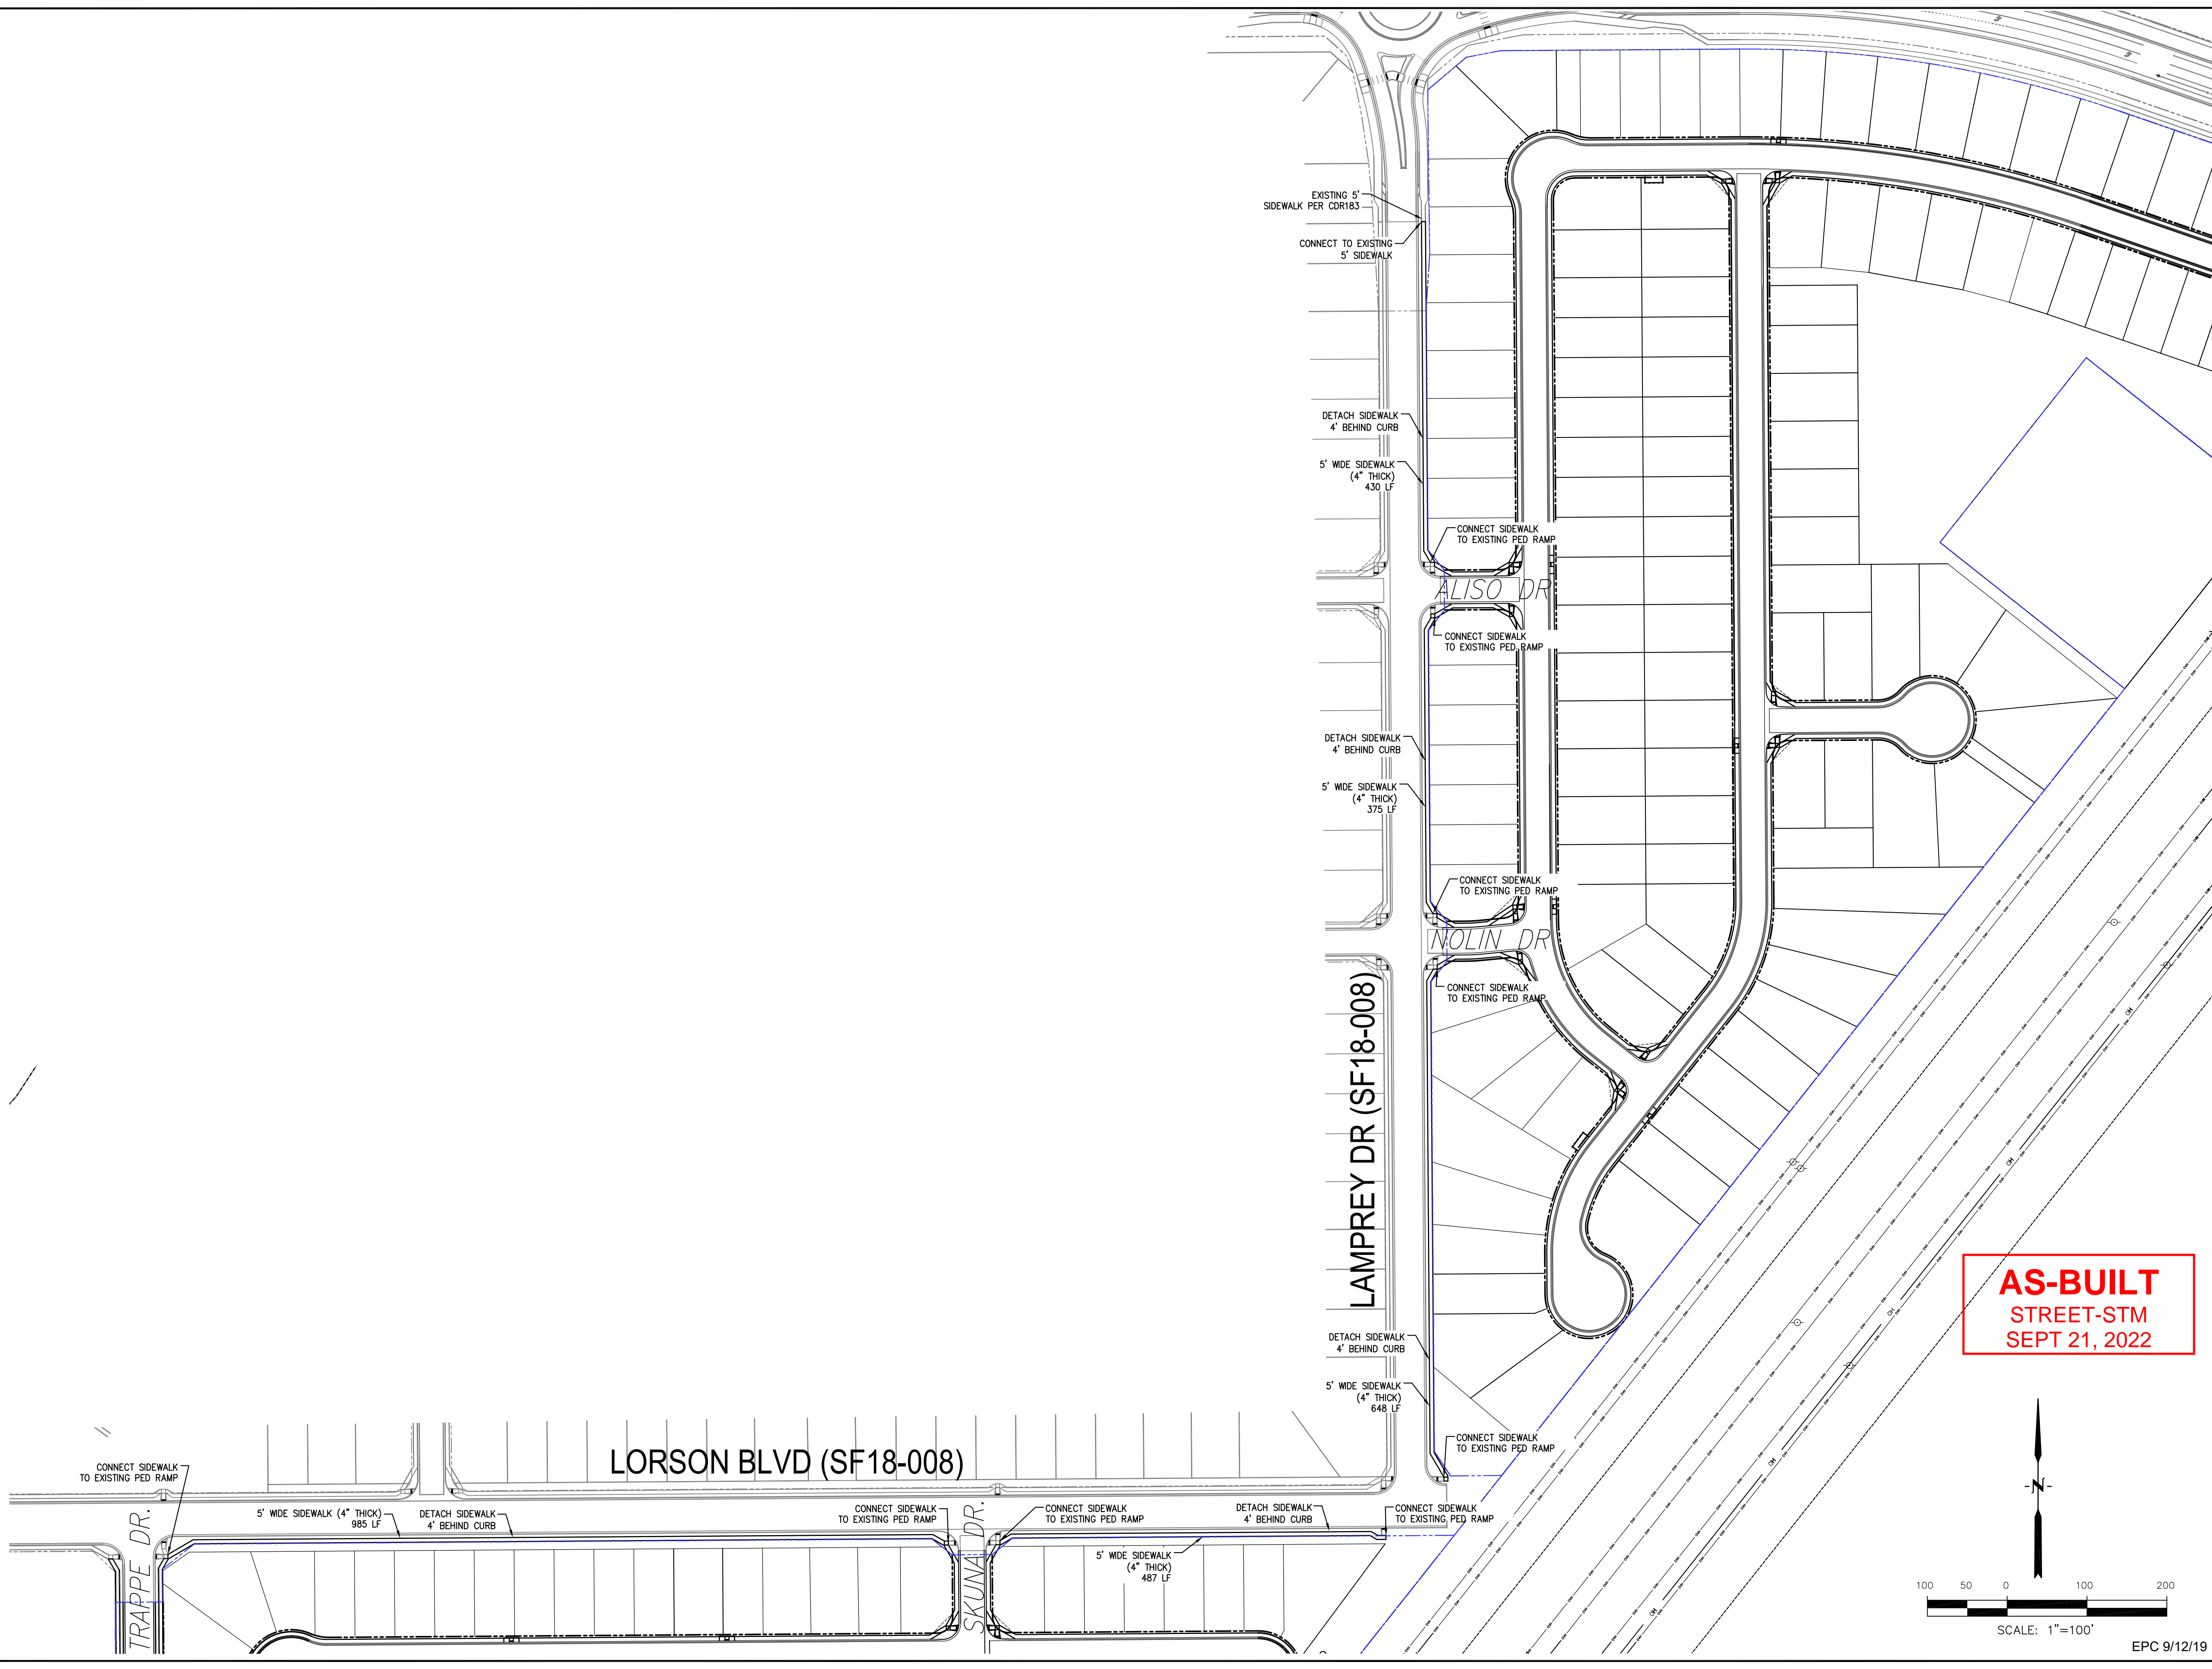 EXISTING 5'
SIDEWALK PER CDR183
CONNECT TO EXISTING
5' SIDEWALK
DETACH SIDEWALK
4' BEHIND CURB
5' WIDE SIDEWALK
(4" THICK)
430 LF
CONNECT SIDEWALK
TO EXISTING PED RAMP
ALISO DR
CONNECT SIDEWALK
TO EXISTING PED RAMP
DETACH SIDEWALK
4' BEHIND CURB
5' WIDE SIDEWALK
(4" THICK)
375 LF
CONNECT SIDEWALK
TO EXISTING PED RAMP
NOLIN DR
CONNECT SIDEWALK
TO EXISTING PED RAMP
LAMPREY DR (SF18-008)
DETACH SIDEWALK
4' BEHIND CURB
5' WIDE SIDEWALK
(4" THICK)
648 LF
CONNECT SIDEWALK
TO EXISTING PED RAMP
AS-BUILT
STREET-STM
SEPT 21, 2022
LORSON BLVD (SF18-008)
CONNECT SIDEWALK
TO EXISTING PED RAMP
TRAPPE DR.
5' WIDE SIDEWALK (4" THICK)
985 LF
DETACH SIDEWALK
4' BEHIND CURB
CONNECT SIDEWALK
TO EXISTING PED RAMP
SKUNA DR.
CONNECT SIDEWALK
TO EXISTING PED RAMP
DETACH SIDEWALK
4' BEHIND CURB
CONNECT SIDEWALK
TO EXISTING PED RAMP
5' WIDE SIDEWALK
(4" THICK)
487 LF
N
100 50 0 100 200
SCALE: 1"=100'
EPC 9/12/19